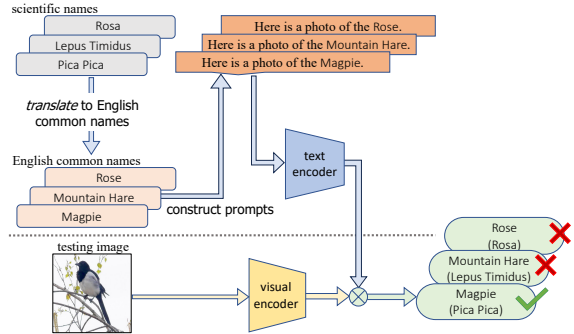 scientific names
Rosa
Lepus Timidus
Pica Pica
translate to English
common names
English common names
Rose
Mountain Hare
Magpie
construct prompts
Here is a photo of the Rose.
Here is a photo of the Mountain Hare.
Here is a photo of the Magpie.
text
encoder
testing image
visual
encoder
Rose
(Rosa)
Mountain Hare
(Lepus Timidus)
Magpie
(Pica Pica)